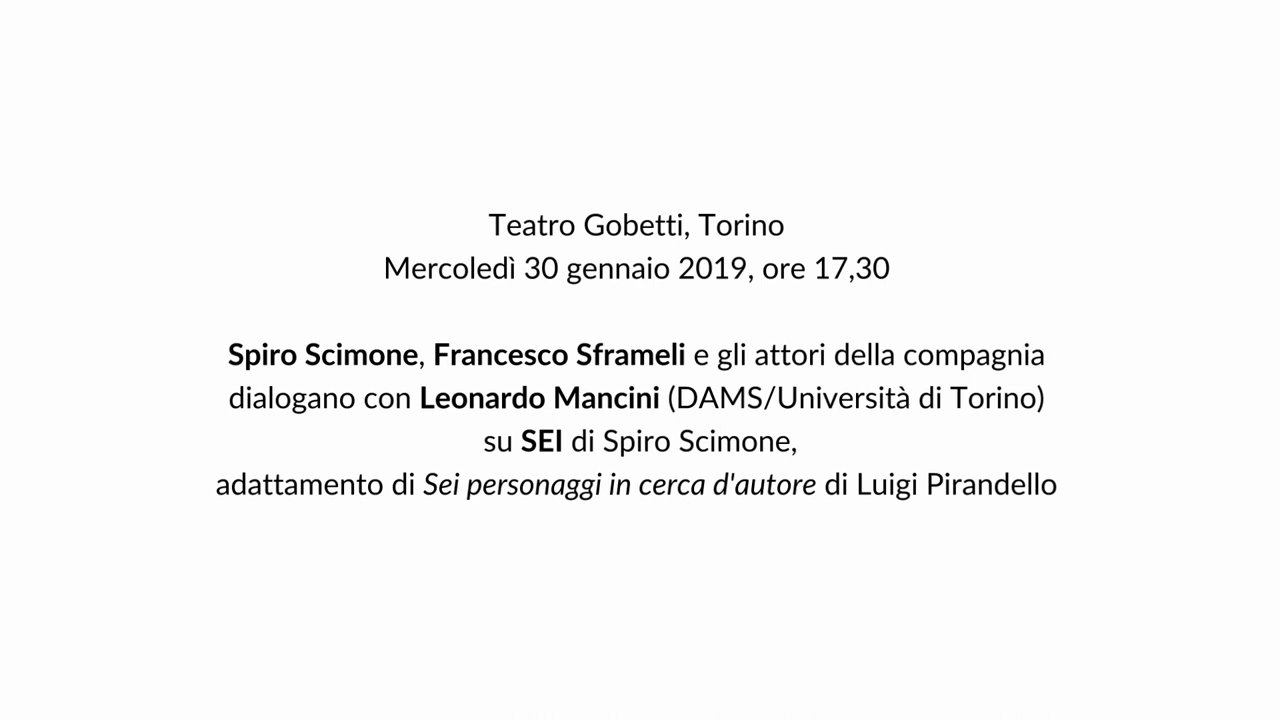 Teatro Gobetti, Torino
Mercoledì 30 gennaio 2019, ore 17,30
Spiro Scimone, Francesco Sframeli e gli attori della compagnia
dialogano con Leonardo Mancini (DAMS/Università di Torino)
su SEI di Spiro Scimone,
adattamento di Sei personaggi in cerca d'autore di Luigi Pirandello